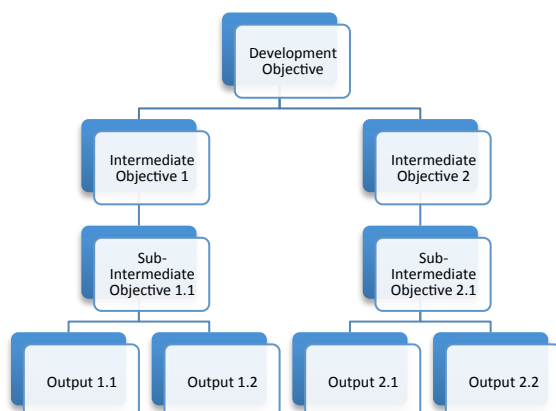 Development
Objective
Intermediate
Objective 1
Intermediate
Objective 2
Sub-
Intermediate
Objective 1.1
Sub-
Intermediate
Objective 2.1
Output 1.1
Output 1.2
Output 2.1
Output 2.2